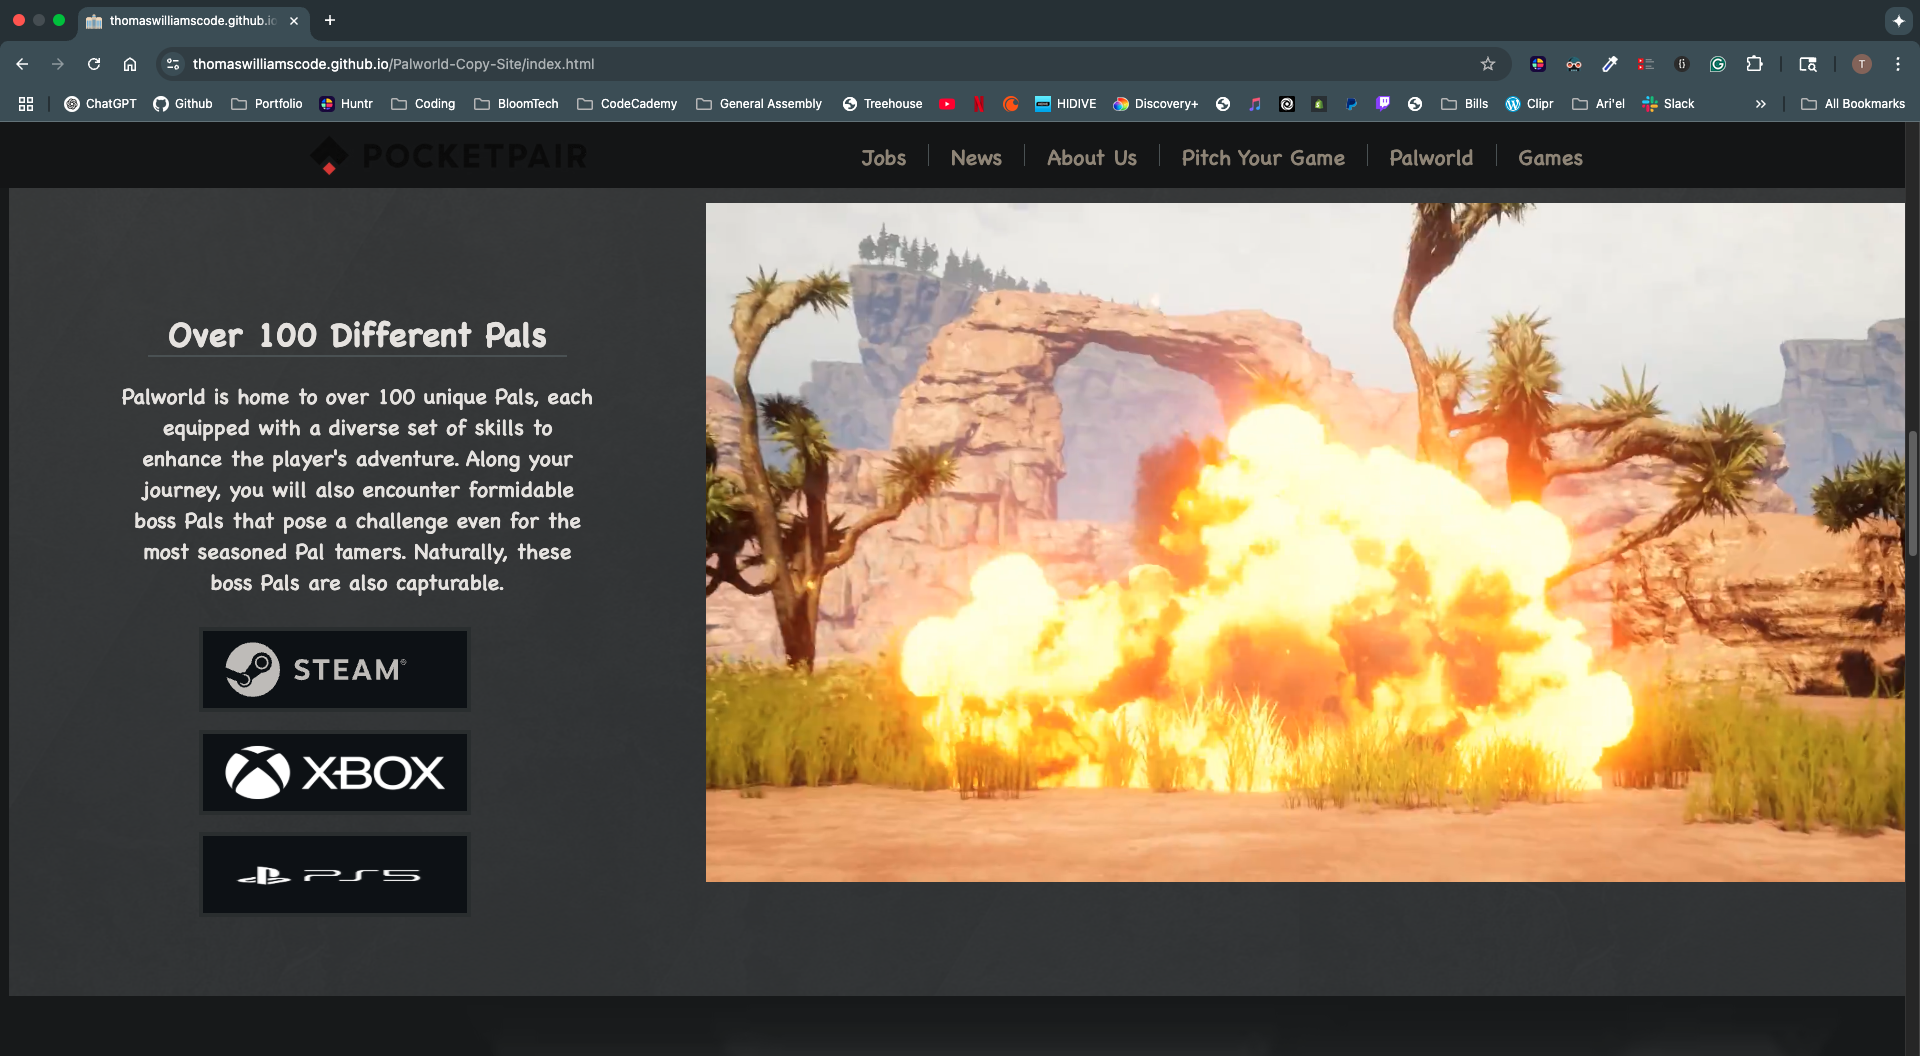 thomaswilliamscode.github.io
thomaswilliamscode.github.io/Palworld-Copy-Site/index.html
T
ChatGPT Github Portfolio Huntr Coding BloomTech CodeCademy General Assembly Treehouse HIDIVE Discovery+ Bills Clipr Ari'el Slack All Bookmarks
POCKETPAIR
Jobs News About Us Pitch Your Game Palworld Games
Over 100 Different Pals
Palworld is home to over 100 unique Pals, each
equipped with a diverse set of skills to
enhance the player's adventure. Along your
journey, you will also encounter formidable
boss Pals that pose a challenge even for the
most seasoned Pal tamers. Naturally, these
boss Pals are also capturable.
STEAM®
XBOX
PS5